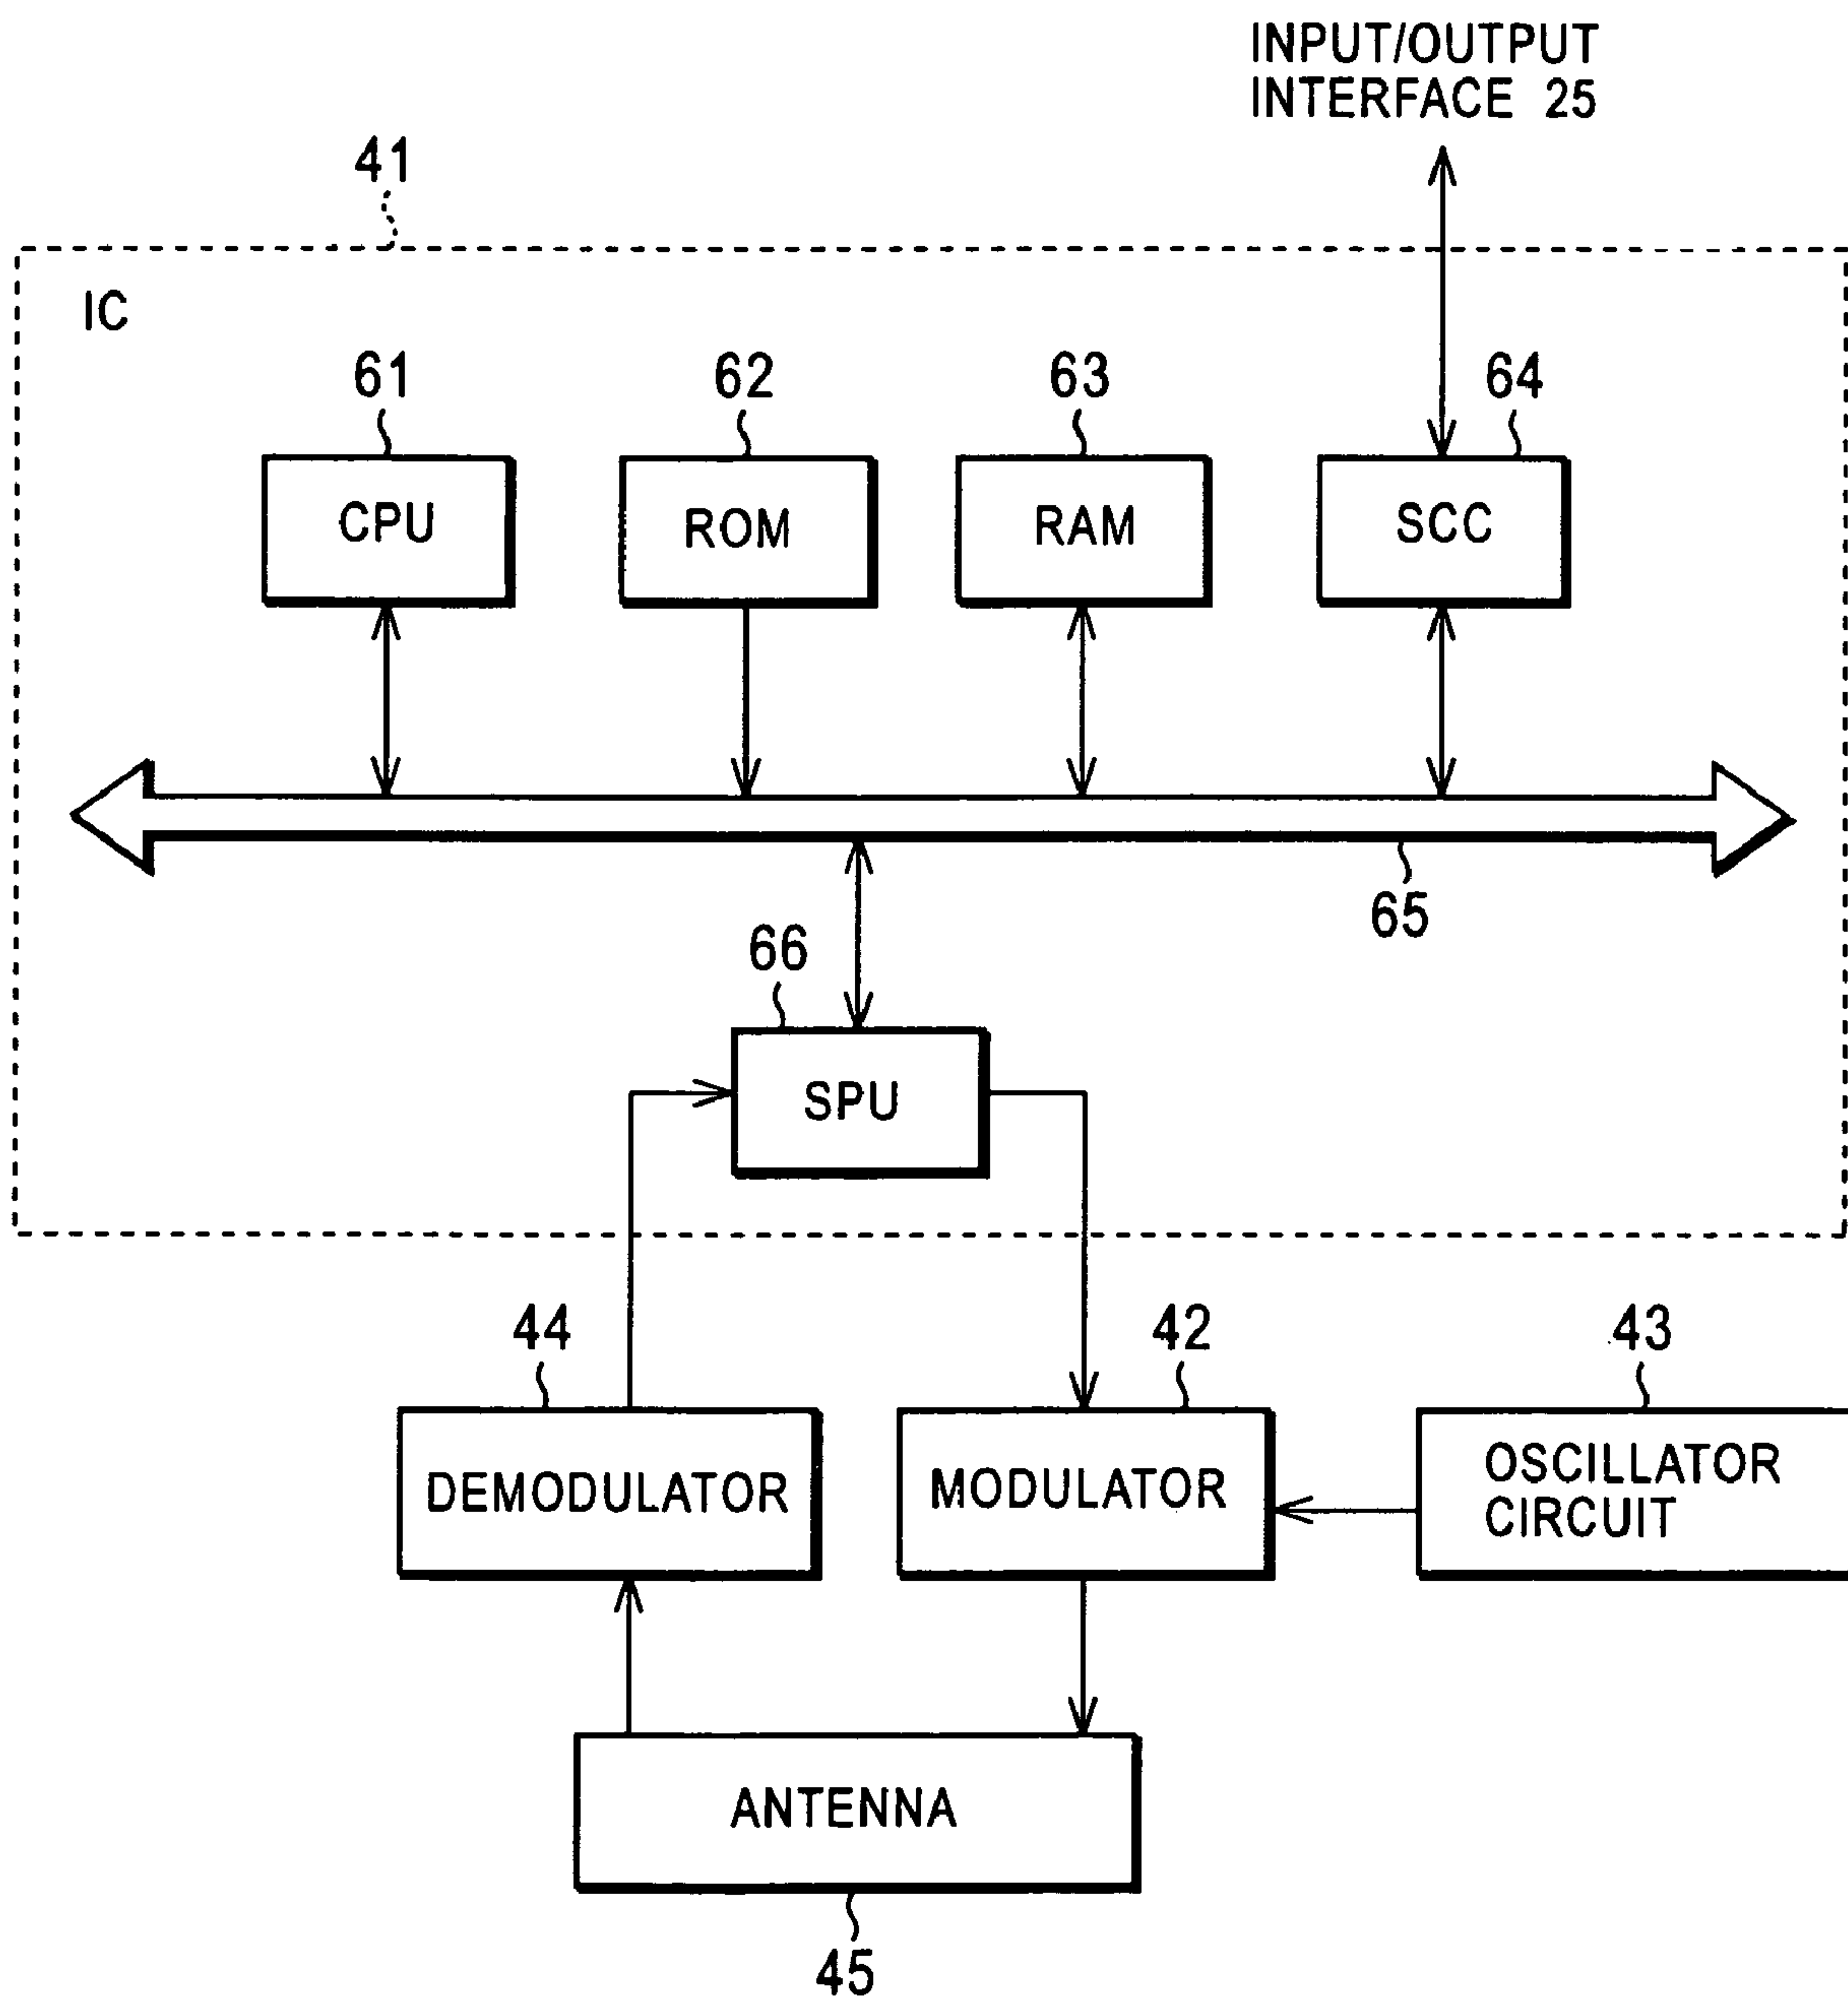 INPUT/OUTPUT
INTERFACE 25
41
IC
61
62
63
64
CPU
ROM
RAM
SCC
65
66
SPU
44
42
43
DEMODULATOR
MODULATOR
OSCILLATOR
CIRCUIT
ANTENNA
45